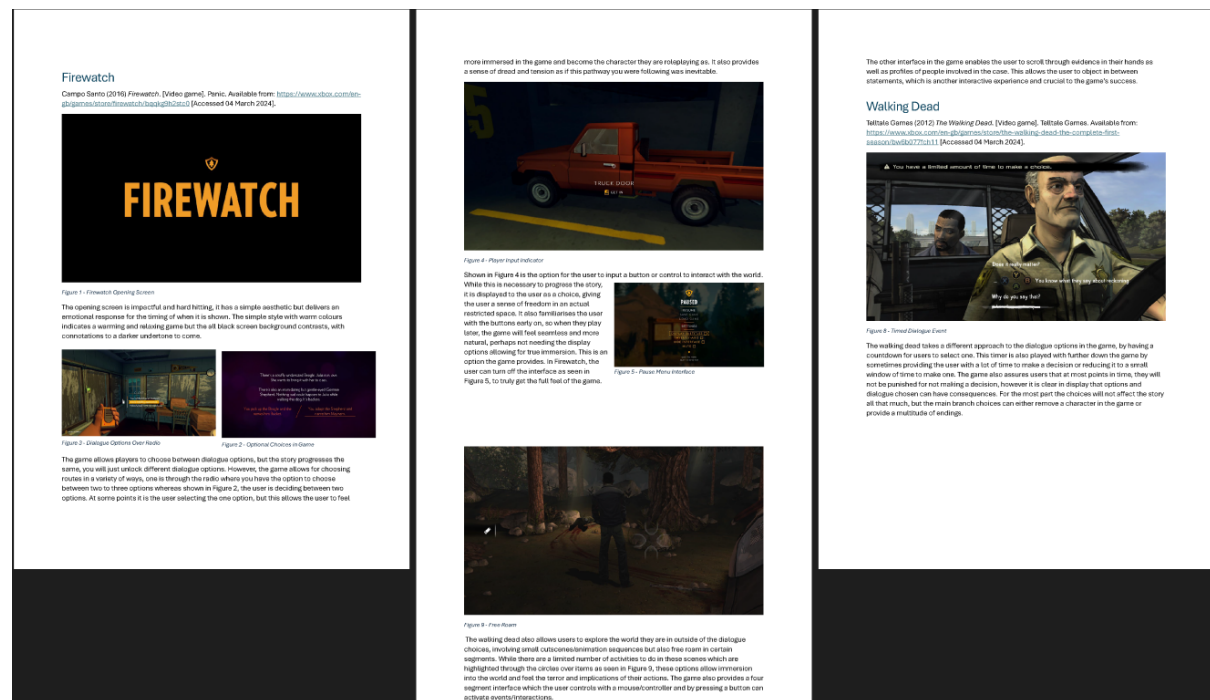 Firewatch
Campo Santo (2016) Firewatch. [Video game]. Panic. Available from: https://www.xbox.com/en-
gb/games/store/firewatch/ [Accessed 04 March 2024].
FIREWATCH
Figure 1 - Firewatch Opening Screen
The opening screen is impactful and hard hitting, it has a simple aesthetic but delivers an
emotional response for the timing of when it is shown. The simple style with warm colours
indicates a warming and relaxing game but the all black screen background contrasts, with
connotations to a darker undertone to come.
Figure 3 - Dialogue Options Over Radio
Figure 2 - Optional Choices in Game
The game allows players to choose between dialogue options, but the story progresses the
same, you will just unlock different dialogue options. However, the game allows for choosing
routes in a variety of ways, one is through the radio where you have the option to choose
between two to three options whereas shown in Figure 2, the user is deciding between two
options. At some points it is the user selecting the one option, but this allows the user to feel
more immersed in the game and become the character they are roleplaying as. It also provides
a sense of dread and tension as if this pathway you were following was inevitable.
5
TRUCK DOOR
GET IN
Figure 4 - Player Input Indicator
Shown in Figure 4 is the option for the user to input a button or control to interact with the world.
While this is necessary to progress the story,
it is displayed to the user as a choice, giving
the user a sense of freedom in an actual
restricted space. It also familiarises the user
with the buttons early on, so when they play
later, the game will feel seamless and more
natural, perhaps not needing the display
options allowing for true immersion. This is an
option the game provides. In Firewatch, the
user can turn off the interface as seen in
Figure 5, to truly get the full feel of the game.
PAUSED
Figure 5 - Pause Menu Interface
Figure 9 - Free Roam
The walking dead also allows users to explore the world they are in outside of the dialogue
choices, involving small cutscenes/animation sequences but also free roam in certain
segments. While there are a limited number of activities to do in these scenes which are
highlighted through the circles over items as seen in Figure 9, these options allow immersion
into the world and feel the terror and implications of their actions. The game also provides a four
segment interface which the user controls with a mouse/controller and by pressing a button can
activate events/interactions.
The other interface in the game enables the user to scroll through evidence in their hands as
well as profiles of people involved in the case. This allows the user to object in between
statements, which is another interactive experience and cruciel to the game's success.
Walking Dead
Telltale Games (2012) The Walking Dead. [Video game]. Telltale Games. Available from:
https://www.xbox.com/en-gb/games/store/the-walking-dead-the-complete-first-
season/ [Accessed 04 March 2024].
You have a limited amount of time to make a choice.
Does it really matter?
You know what they say about reckoning
Why do you say that?
Figure 8 - Timed Dialogue Event
The walking dead takes a different approach to the dialogue options in the game, by having a
countdown for users to select one. This timer is also played with further down the game by
sometimes providing the user with a lot of time to make a decision or reducing it to a small
window of time to make one. The game also assures users that at most points in time, they will
not be punished for not making a decision, however it is clear in display that options and
dialogue chosen can have consequences. For the most part the choices will not affect the story
all that much, but the main branch choices can either remove a character in the game or
provide a multitude of endings.